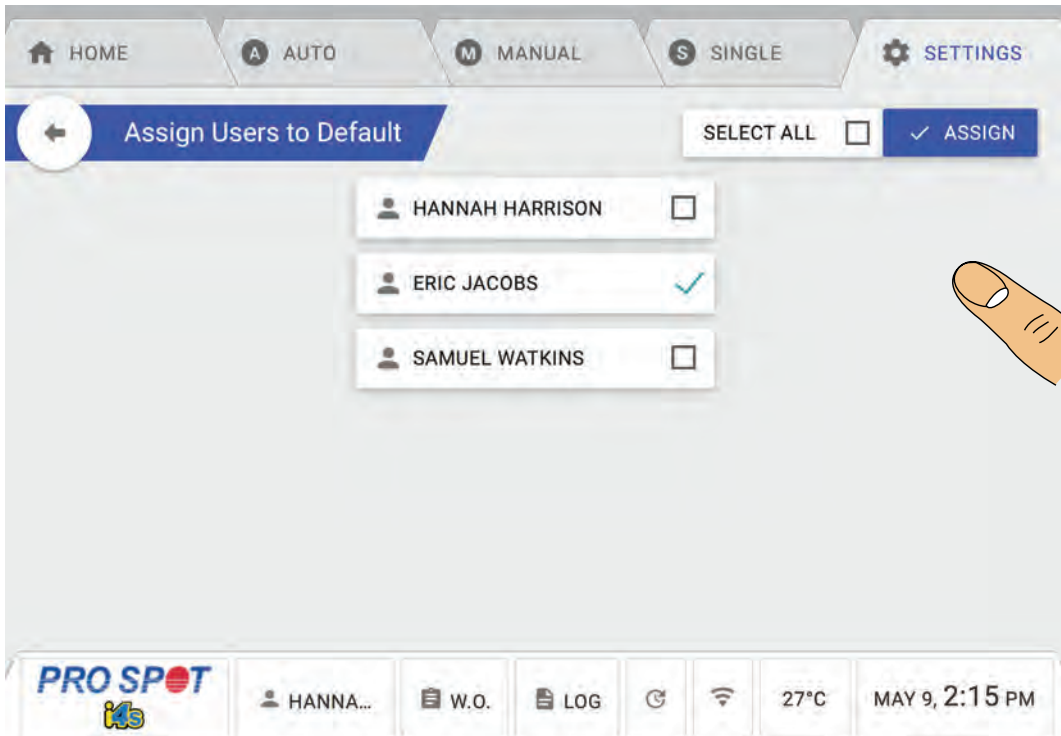 HOME
A AUTO
M MANUAL
S SINGLE
SETTINGS
Assign Users to Default
SELECT ALL
ASSIGN
HANNAH HARRISON
ERIC JACOBS
SAMUEL WATKINS
PRO SPOT
i4s
HANNA...
W.O.
LOG
27°C
MAY 9, 2:15 PM